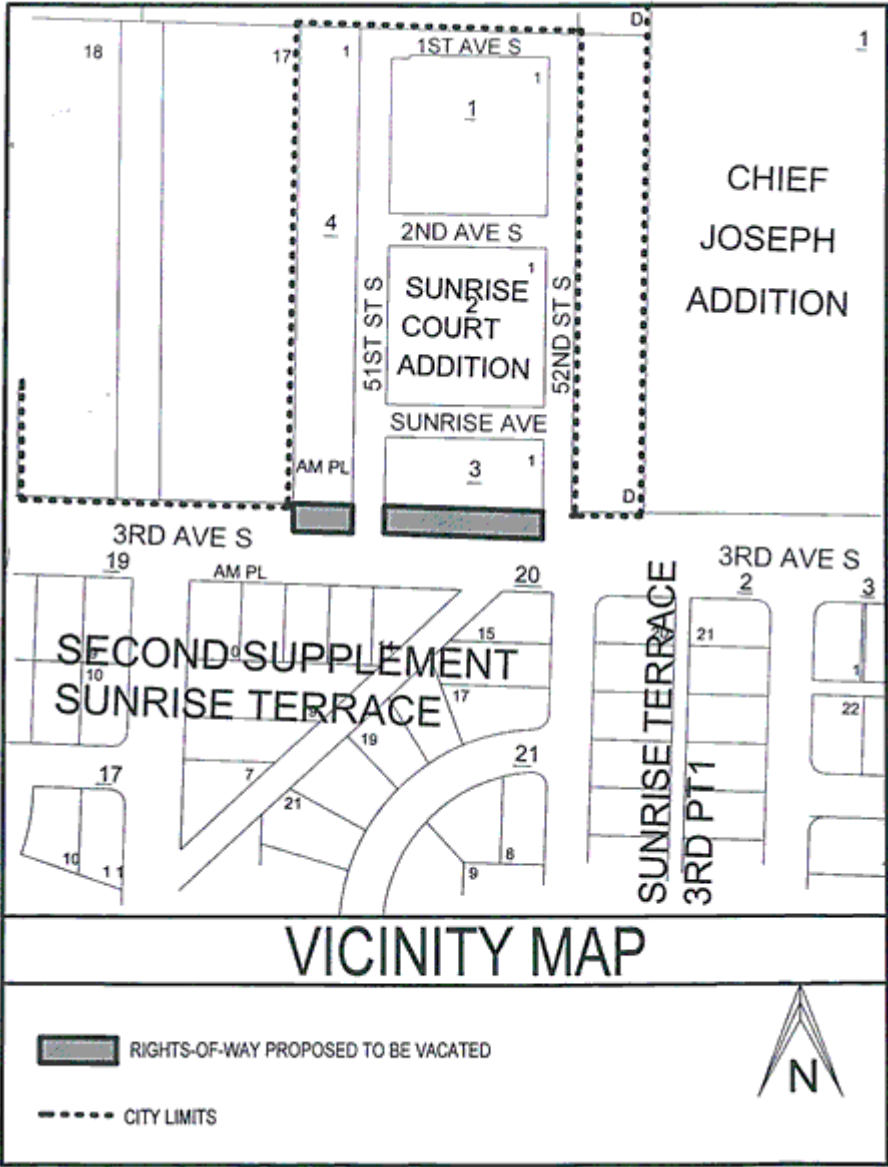 D
1ST AVE S
18
17
1
1
1
1
CHIEF
JOSEPH
ADDITION
4
2ND AVE S
1
SUNRISE
2
COURT
ADDITION
51ST ST S
52ND ST S
SUNRISE AVE
AM PL
3
1
D
3RD AVE S
3RD AVE S
19
AM PL
20
2
3
15
21
SECOND SUPPLEMENT
SUNRISE TERRACE
10
17
1
22
19
7
21
21
17
10
11
8
9
SUNRISE TERRACE
3RD PT1
VICINITY MAP
RIGHTS-OF-WAY PROPOSED TO BE VACATED
CITY LIMITS
N